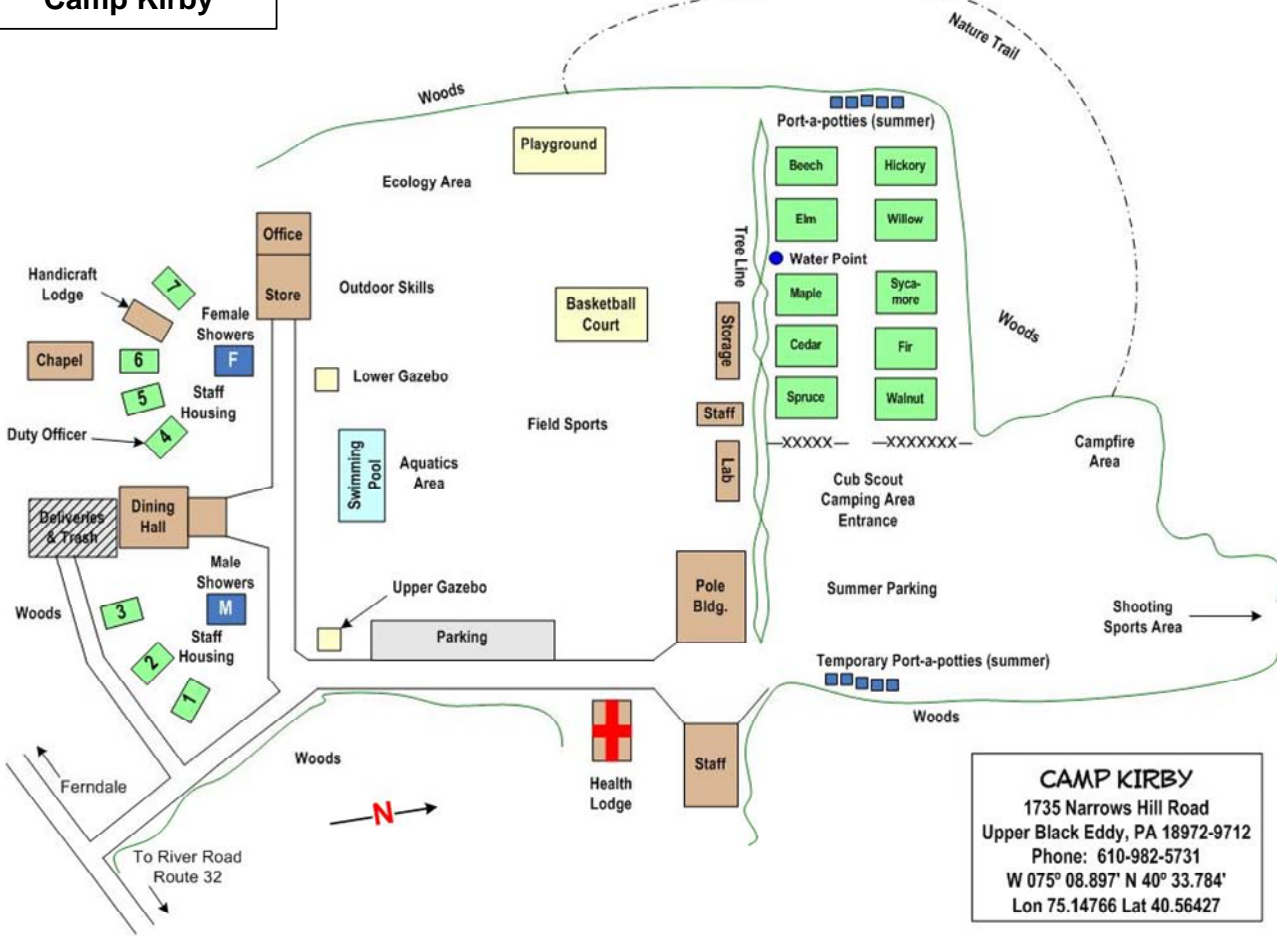 Camp Kirby
Nature Trail
Woods
Port-a-potties (summer)
Playground
Beech
Hickory
Ecology Area
Elm
Willow
Office
Tree Line
Water Point
Handicraft
Lodge
7
Store
Outdoor Skills
Maple
Syca-
more
Female
Showers
F
Basketball
Court
Storage
Woods
Chapel
6
Cedar
Fir
Lower Gazebo
5
Staff
Housing
Spruce
Walnut
Duty Officer
4
Field Sports
Staff
XXXXX
XXXXXXX
Campfire
Area
Swimming
Pool
Aquatics
Area
Lab
Cub Scout
Camping Area
Entrance
Deliveries
& Trash
Dining
Hall
Male
Showers
M
Upper Gazebo
Pole
Bldg.
Summer Parking
Woods
3
Staff
Housing
Parking
Shooting
Sports Area
2
1
Temporary Port-a-potties (summer)
Woods
Woods
Health
Lodge
Staff
Ferndale
N
To River Road
Route 32
CAMP KIRBY
1735 Narrows Hill Road
Upper Black Eddy, PA 18972-9712
Phone: 610-982-5731
W 075º 08.897' N 40º 33.784'
Lon 75.14766 Lat 40.56427